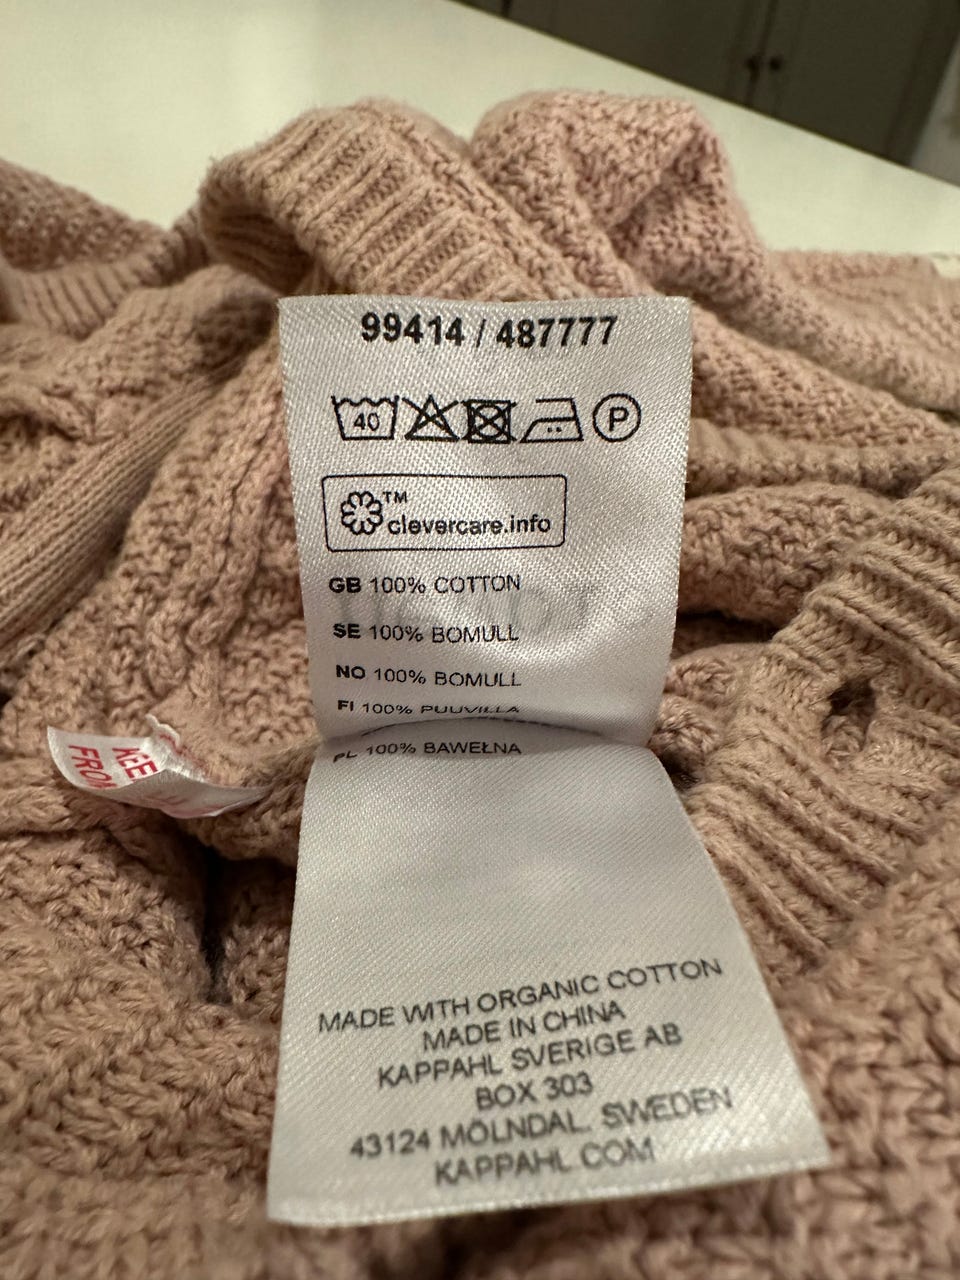 99414 / 487777
40 P
TM
clevercare.info
GB 100% COTTON
SE 100% BOMULL
NO 100% BOMULL
FI 100% PUUVILLA
PL 100% BAWEŁNA
KEE
FRO
MADE WITH ORGANIC COTTON
MADE IN CHINA
KAPPAHL SVERIGE AB
BOX 303
43124 MÖLNDAL, SWEDEN
KAPPAHL.COM